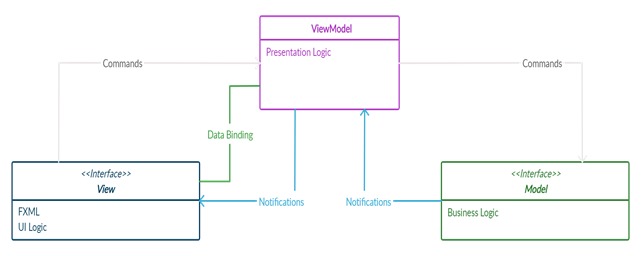 ViewModel
Presentation Logic
Commands
Commands
Data Binding
<<Interface>>
View
FXML
UI Logic
Notifications
Notifications
<<Interface>>
Model
Business Logic